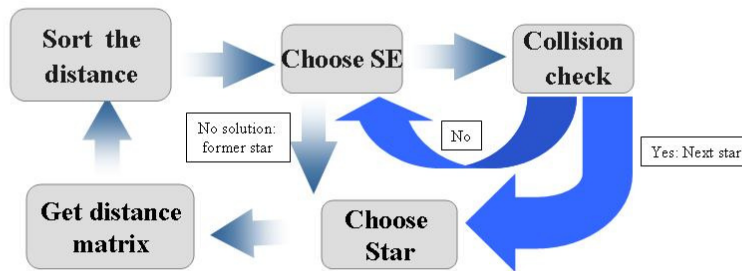 Sort the
distance
Choose SE
Collision
check
No solution:
former star
No
Yes: Next star
Get distance
matrix
Choose
Star